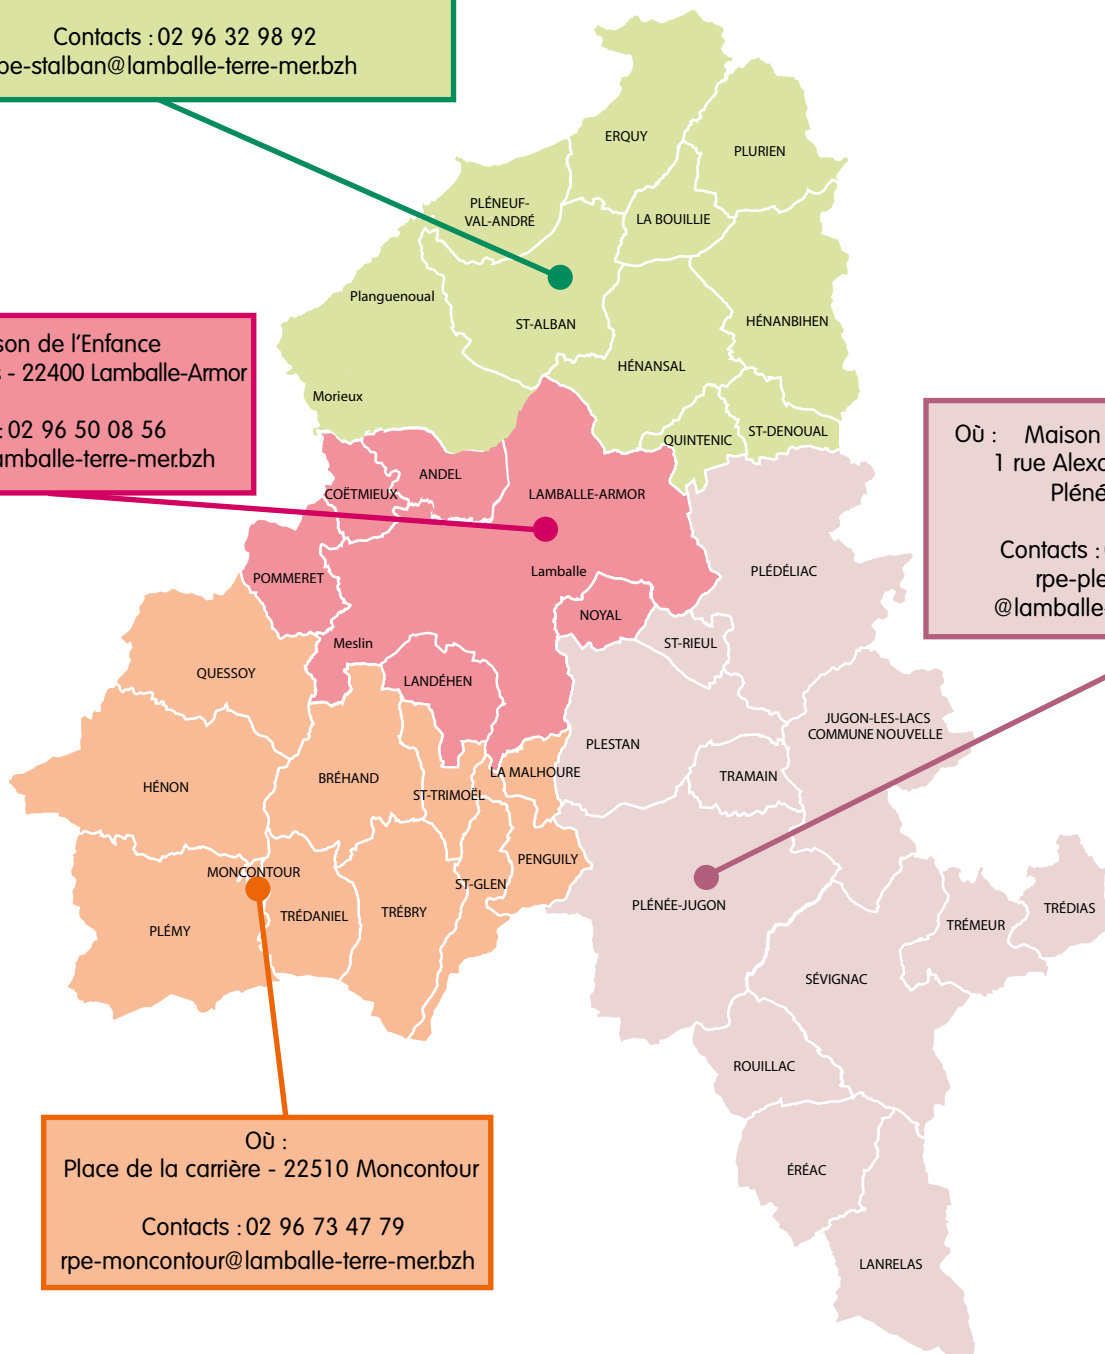 Contacts : 02 96 32 98 92
pe-stalban@lamballe-terre-mer.bzh
ERQUY
PLURIEN
PLÉNEUF-
VAL-ANDRÉ
LA BOUILLIE
Planguenoual
ST-ALBAN
HÉNANBIHEN
HÉNANSAL
Morieux
QUINTENIC
ST-DENOUAL
son de l'Enfance
s - 22400 Lamballe-Armor
: 02 96 50 08 56
amballe-terre-mer.bzh
ANDEL
COËTMIEUX
LAMBALLE-ARMOR
Lamballe
POMMERET
NOYAL
Meslin
LANDÉHEN
Où : Maison
1 rue Alexa
Pléné
Contacts :
rpe-ple
@lamballe-
PLÉDÉLIAC
ST-RIEUL
JUGON-LES-LACS
COMMUNE NOUVELLE
PLESTAN
TRAMAIN
PLÉNÉE-JUGON
TRÉMEUR
TRÉDIAS
SÉVIGNAC
ROUILLAC
ÉRÉAC
LANRELAS
QUESSOY
HÉNON
BRÉHAND
LA MALHOURE
ST-TRIMOËL
PENGUILY
MONCONTOUR
ST-GLEN
TRÉDANIEL
TRÉBRY
PLÉMY
Où :
Place de la carrière - 22510 Moncontour
Contacts : 02 96 73 47 79
rpe-moncontour@lamballe-terre-mer.bzh